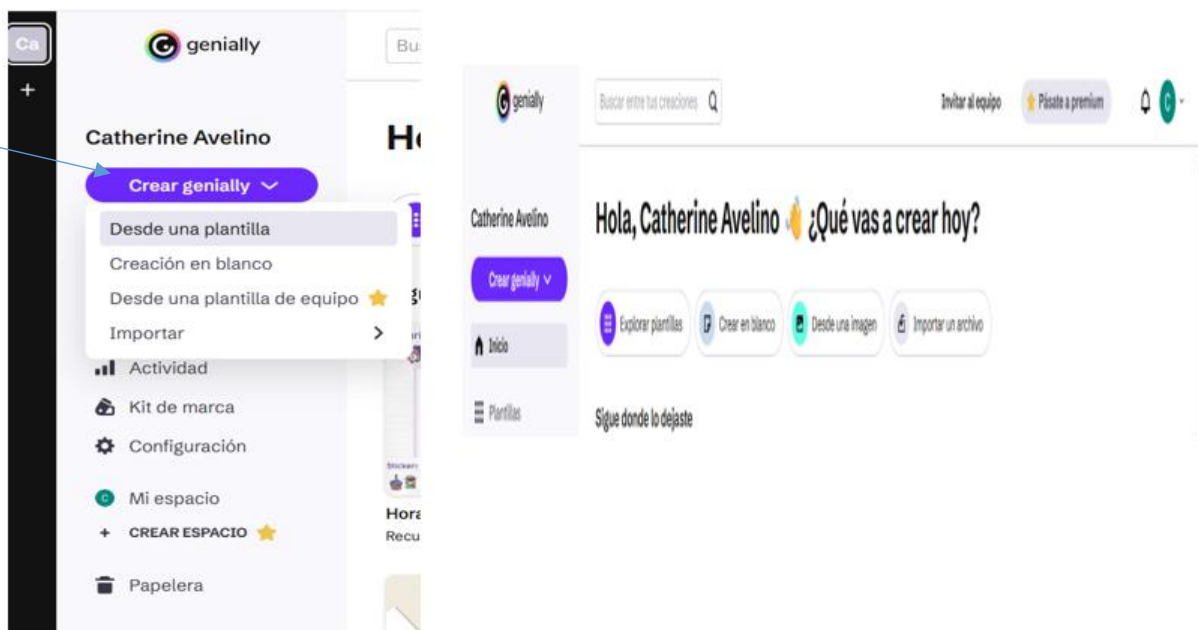 Ca
genially
Bu
+
Catherine Avelino
Crear genially
Desde una plantilla
Creación en blanco
Desde una plantilla de equipo
Importar
Actividad
Kit de marca
Configuración
C
Mi espacio
+ CREAR ESPACIO
Papelera
Stickers
Hora
Recu
genially
Buscar entre tus creaciones
Invitar al equipo
Pásate a premium
C
Catherine Avelino
Hola, Catherine Avelino 👋 ¿Qué vas a crear hoy?
Crear genially
Explorar plantillas
Crear en blanco
Desde una imagen
Importar un archivo
Inicio
Plantillas
Sigue donde lo dejaste